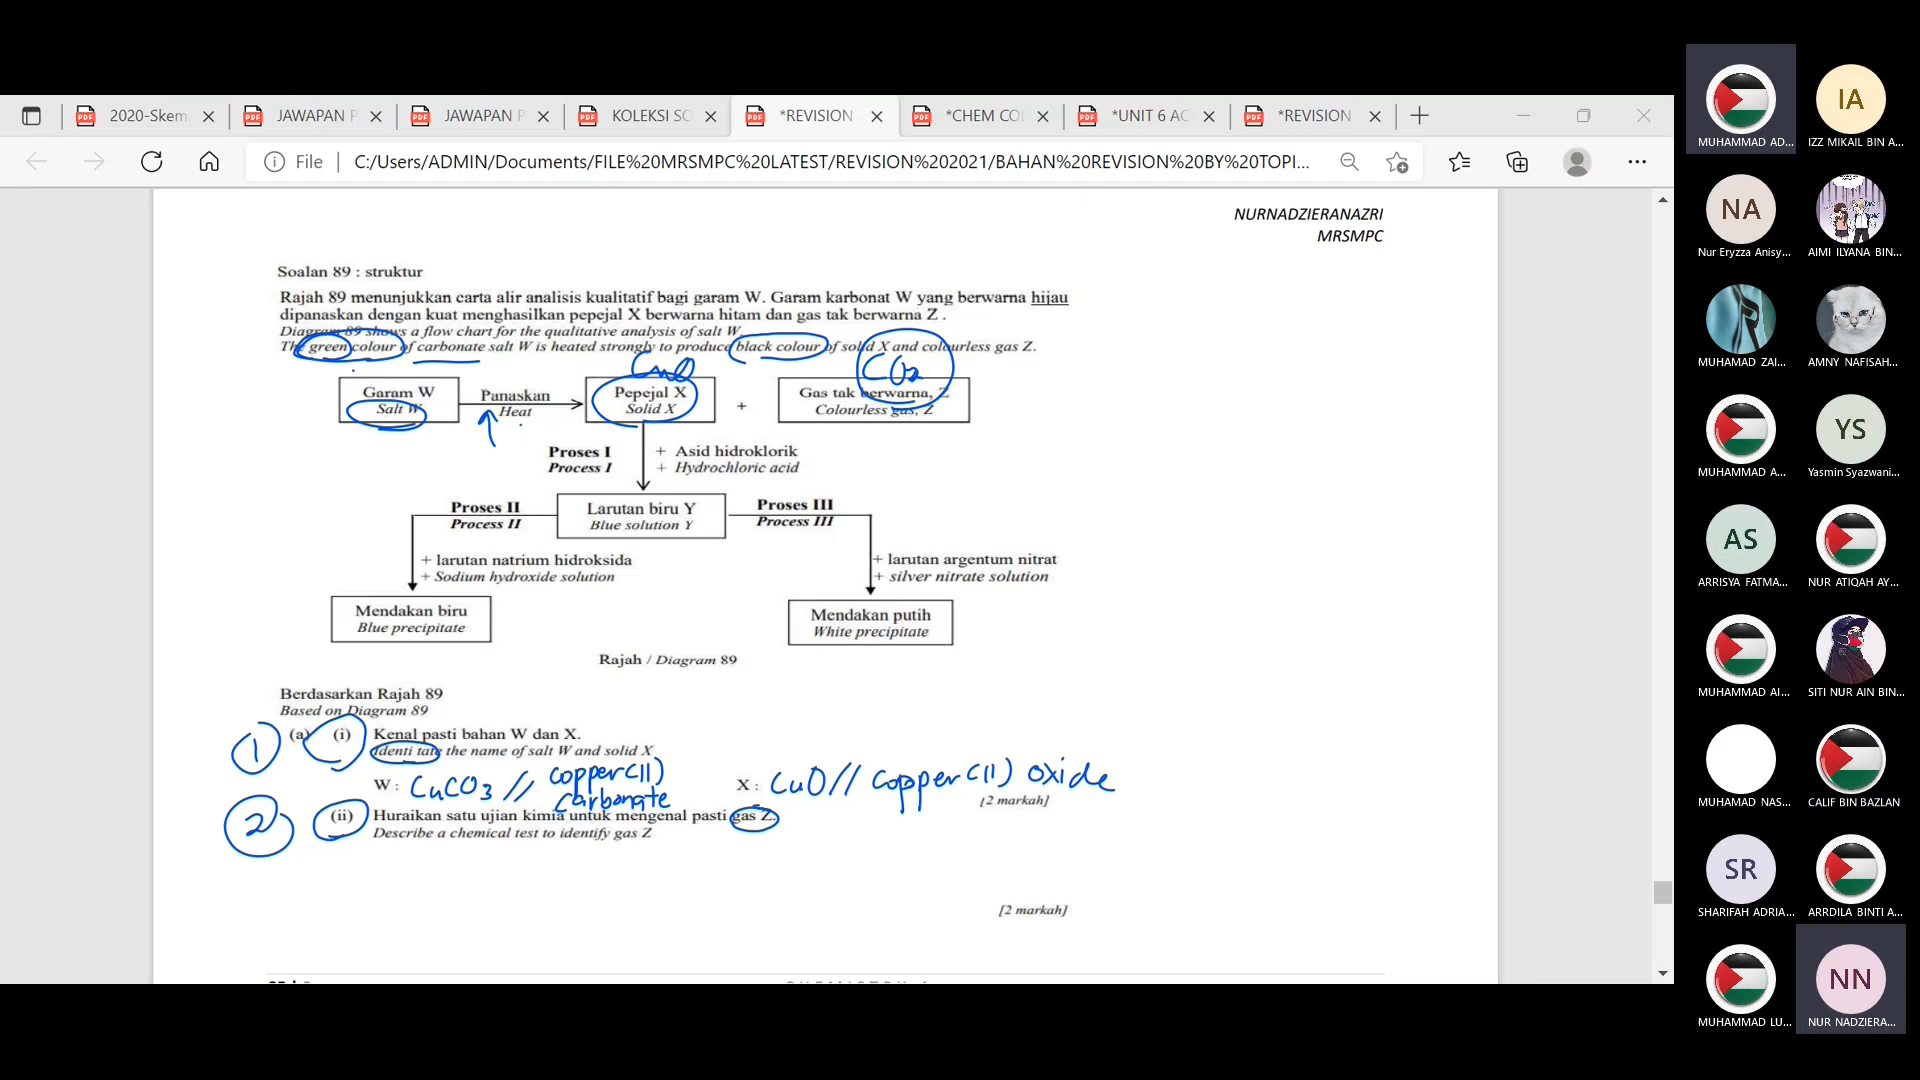 2020-Skem
JAWAPAN P
JAWAPAN P
KOLEKSI SO
*REVISION
*CHEM CO
*UNIT 6 AC
*REVISION
File
C:/Users/ADMIN/Documents/FILE%20MRSMPC%20LATEST/REVISION%202021/BAHAN%20REVISION%20BY%20TOPI...
NURNADZIERANAZRI
MRSMPC
Soalan 89 : struktur
Rajah 89 menunjukkan carta alir analisis kualitatif bagi garam W. Garam karbonat W yang berwarna hijau
dipanaskan dengan kuat menghasilkan pepejal X berwarna hitam dan gas tak berwarna Z .
Diagram 89 shows a flow chart for the qualitative analysis of salt W.
The green colour of carbonate salt W is heated strongly to produce black colour of solid X and colourless gas Z.
CuO
CO2
Garam W
Salt W
Panaskan
Heat
Pepejal X
Solid X
+
Gas tak berwarna, Z
Colourless gas, Z
Proses I
Process I
+ Asid hidroklorik
+ Hydrochloric acid
Proses II
Process II
Larutan biru Y
Blue solution Y
Proses III
Process III
+ larutan natrium hidroksida
+ Sodium hydroxide solution
+ larutan argentum nitrat
+ silver nitrate solution
Mendakan biru
Blue precipitate
Mendakan putih
White precipitate
Rajah / Diagram 89
Berdasarkan Rajah 89
Based on Diagram 89
1 (a) (i) Kenal pasti bahan W dan X.
Identi tate the name of salt W and solid X
W : CuCO3 // copper(II) carbonate
X : CuO // copper(II) oxide
[2 markah]
2 (ii) Huraikan satu ujian kimia untuk mengenal pasti gas Z.
Describe a chemical test to identify gas Z
[2 markah]
MUHAMMAD AD...
IA
IZZ MIKAIL BIN A...
NA
Nur Eryzza Anisy...
AIMI ILYANA BIN...
MUHAMAD ZAI...
AMNY NAFISAH...
MUHAMMAD A...
YS
Yasmin Syazwani...
AS
ARRISYA FATMA...
NUR ATIQAH AY...
MUHAMMAD AI...
SITI NUR AIN BIN...
MUHAMAD NAS...
CALIF BIN BAZLAN
SR
SHARIFAH ADRIA...
ARRDILA BINTI A...
MUHAMMAD LU...
NN
NUR NADZIERA...